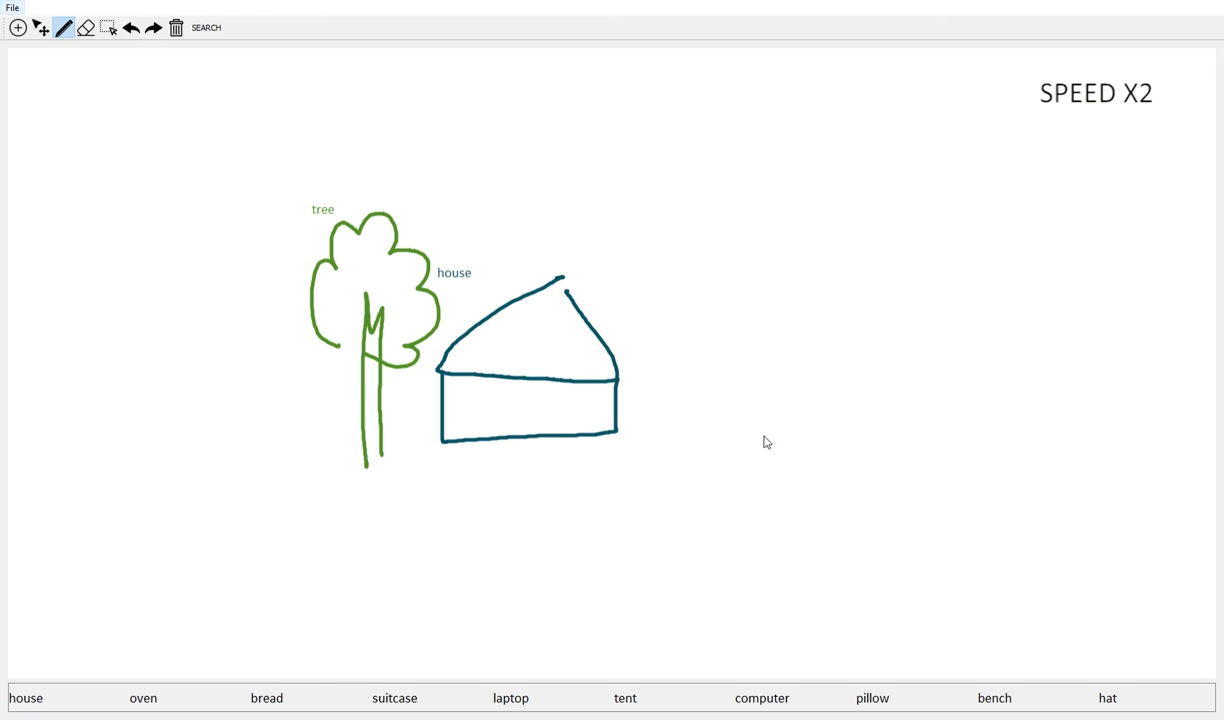 File
SEARCH
SPEED X2
tree
house
house oven bread suitcase laptop tent computer pillow bench hat